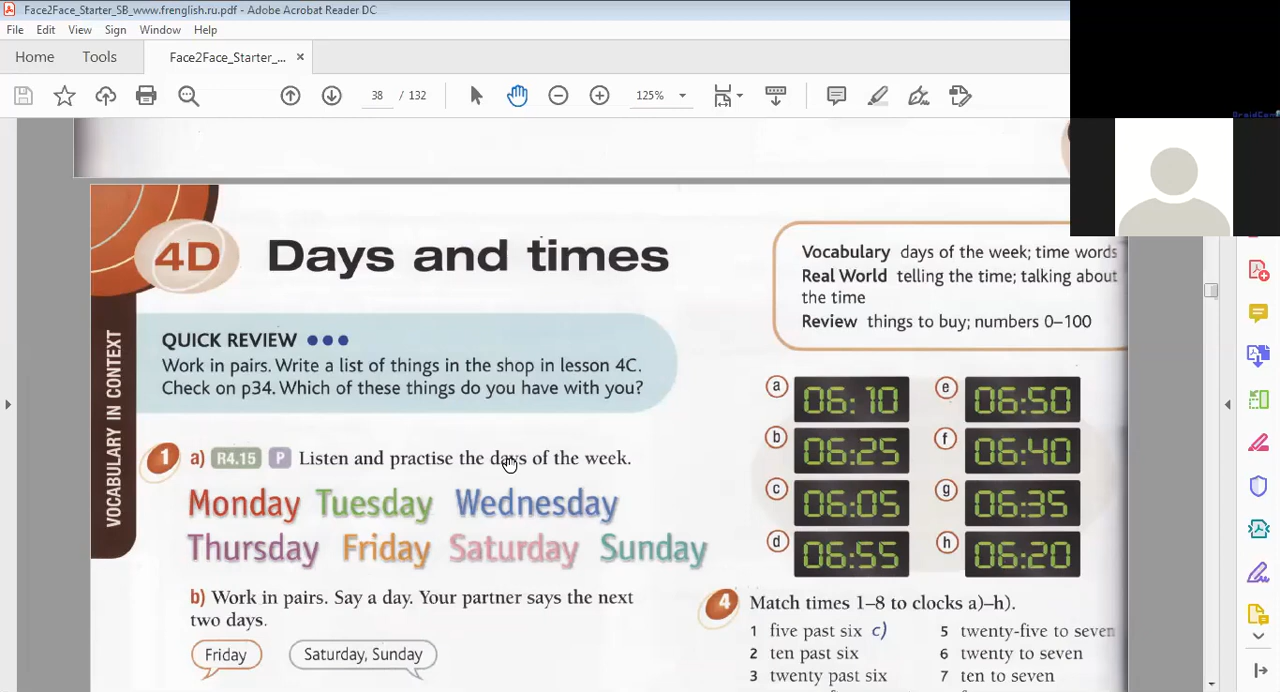 Face2Face_Starter_SB_www.frenglish.ru.pdf - Adobe Acrobat Reader DC
File Edit View Sign Window Help
Home Tools Face2Face_Starter_... ×
38 / 132 125%
4D Days and times
VOCABULARY IN CONTEXT
QUICK REVIEW
Work in pairs. Write a list of things in the shop in lesson 4C.
Check on p34. Which of these things do you have with you?
1 a) R4.15 P Listen and practise the days of the week.
Monday Tuesday Wednesday
Thursday Friday Saturday Sunday
b) Work in pairs. Say a day. Your partner says the next
two days.
Friday Saturday, Sunday
Vocabulary days of the week; time words
Real World telling the time; talking about
the time
Review things to buy; numbers 0–100
a 06:10 e 06:50
b 06:25 f 06:40
c 06:05 g 06:35
d 06:55 h 06:20
4 Match times 1–8 to clocks a)–h).
1 five past six c) 5 twenty-five to seven
2 ten past six 6 twenty to seven
3 twenty past six 7 ten to seven